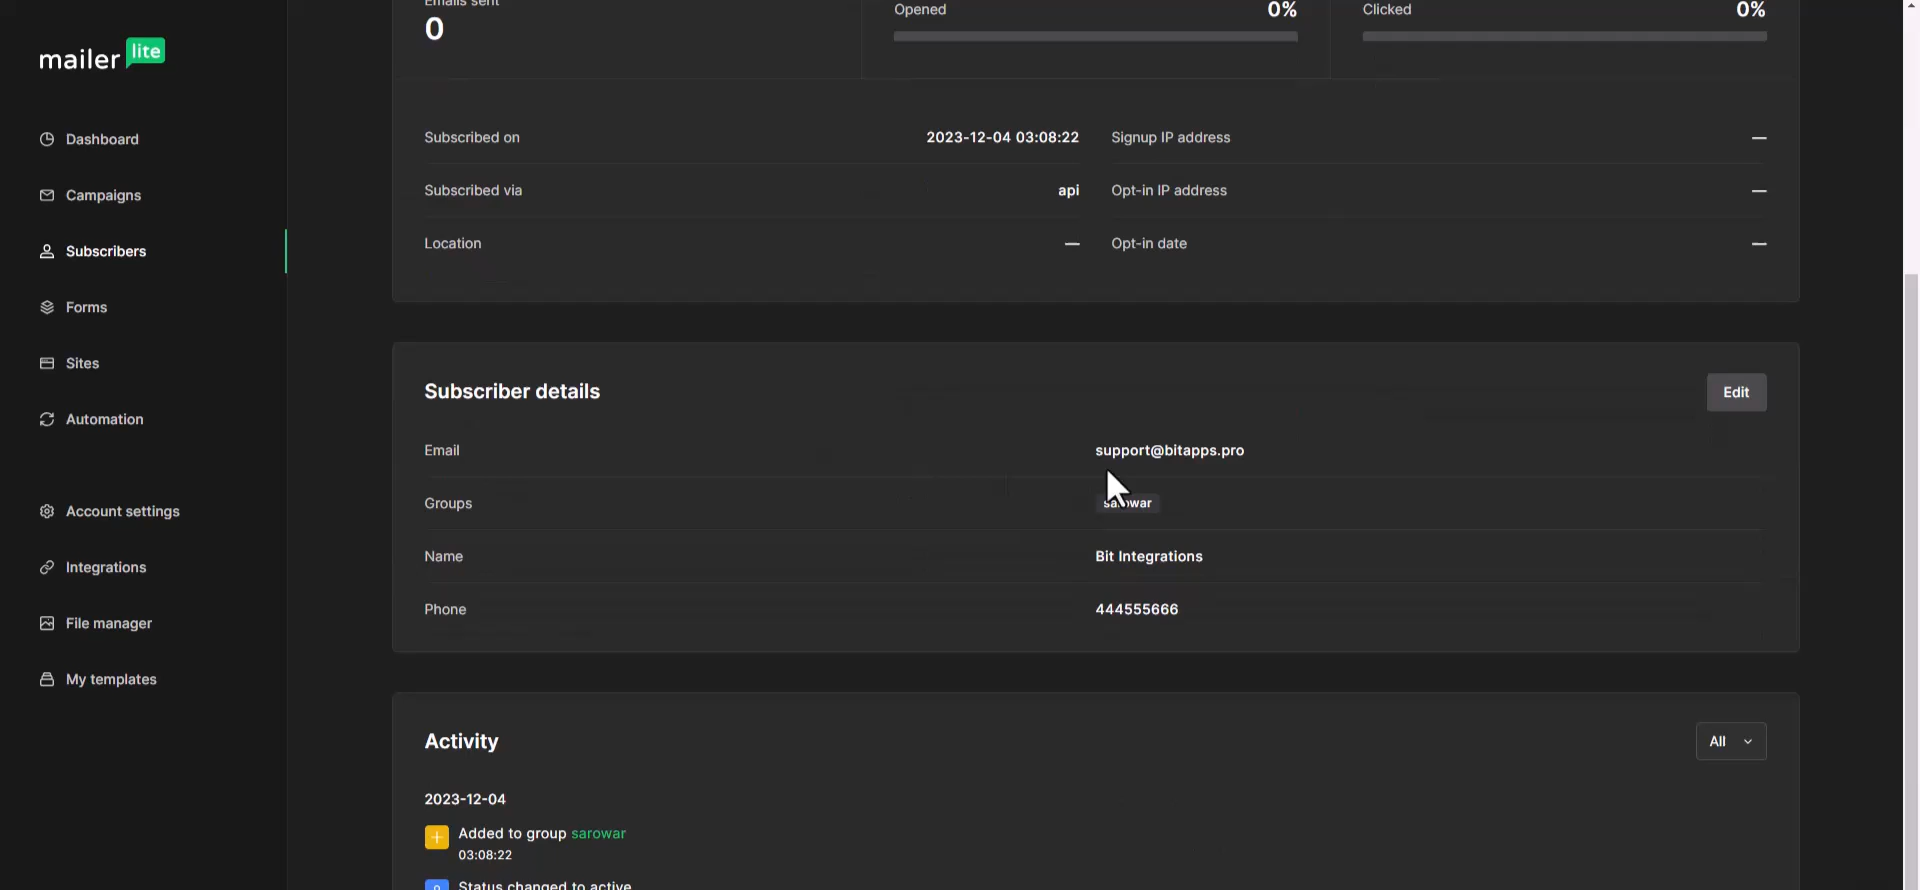 mailer lite
Dashboard
Campaigns
Subscribers
Forms
Sites
Automation
Account settings
Integrations
File manager
My templates
Emails sent
0
Opened 0%
Clicked 0%
Subscribed on 2023-12-04 03:08:22
Signup IP address —
Subscribed via api
Opt-in IP address —
Location —
Opt-in date —
Subscriber details Edit
Email support@bitapps.pro
Groups sarowar
Name Bit Integrations
Phone 444555666
Activity All
2023-12-04
Added to group sarowar
03:08:22
Status changed to active